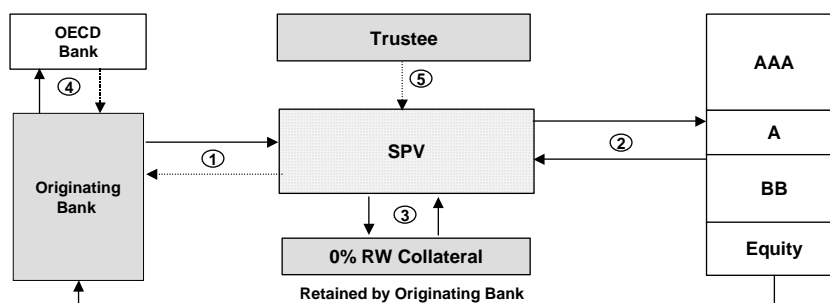 OECD
Bank
Trustee
AAA
④
⑤
A
①
SPV
②
Originating
Bank
BB
③
0% RW Collateral
Equity
Retained by Originating Bank